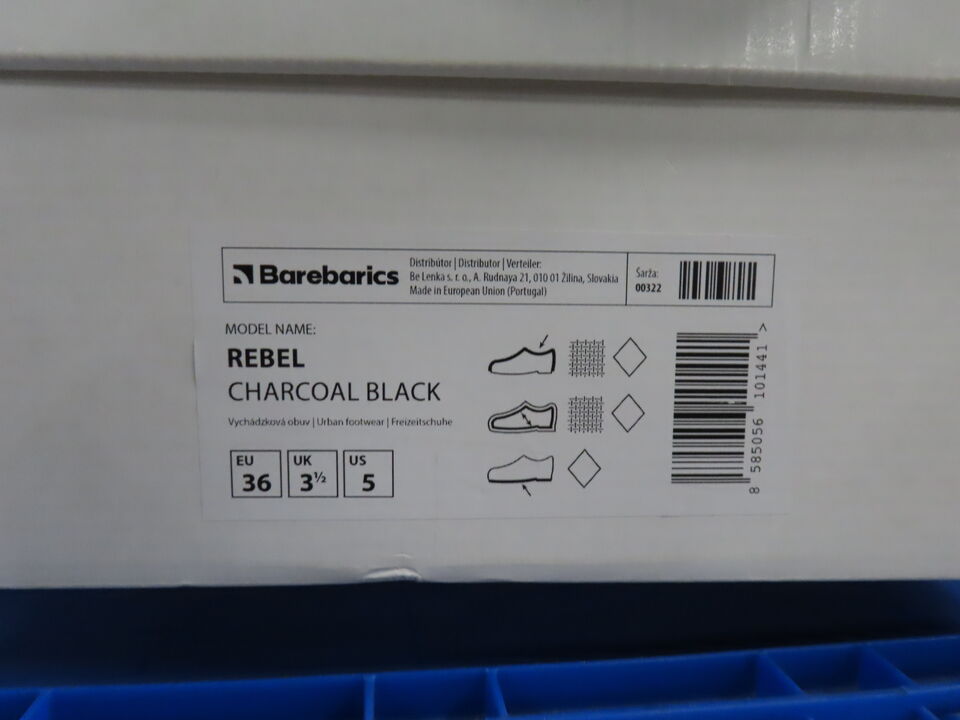 Barebarics
Distribútor | Distributor | Verteiler:
Be Lenka s. r. o., A. Rudnaya 21, 010 01 Žilina, Slovakia
Made in European Union (Portugal)
Šarža:
00322
MODEL NAME:
REBEL
CHARCOAL BLACK
Vychádzková obuv | Urban footwear | Freizeitschuhe
EU
36
UK
3½
US
5
8 585056 101441 >